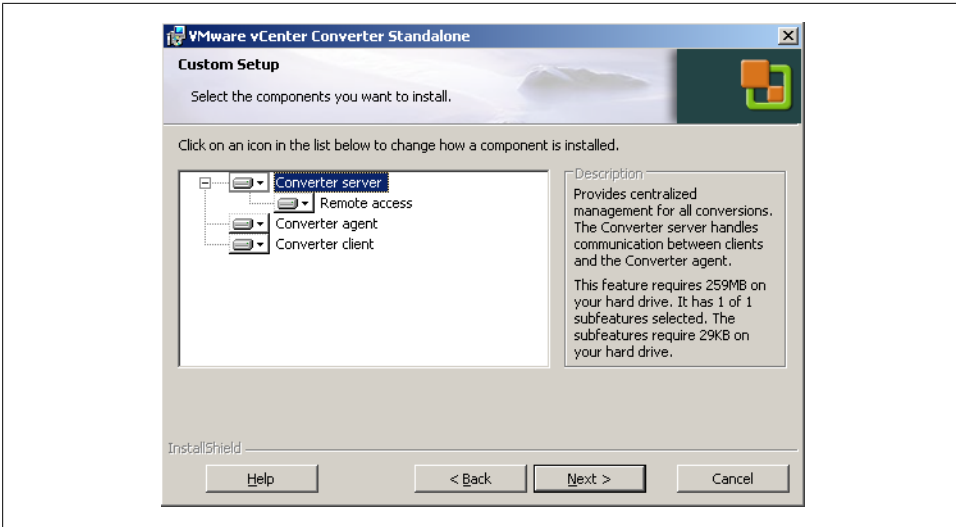 VMware vCenter Converter Standalone
Custom Setup
Select the components you want to install.
Click on an icon in the list below to change how a component is installed.
Converter server
Remote access
Converter agent
Converter client
Description
Provides centralized
management for all conversions.
The Converter server handles
communication between clients
and the Converter agent.
This feature requires 259MB on
your hard drive. It has 1 of 1
subfeatures selected. The
subfeatures require 29KB on
your hard drive.
InstallShield
Help
< Back
Next >
Cancel